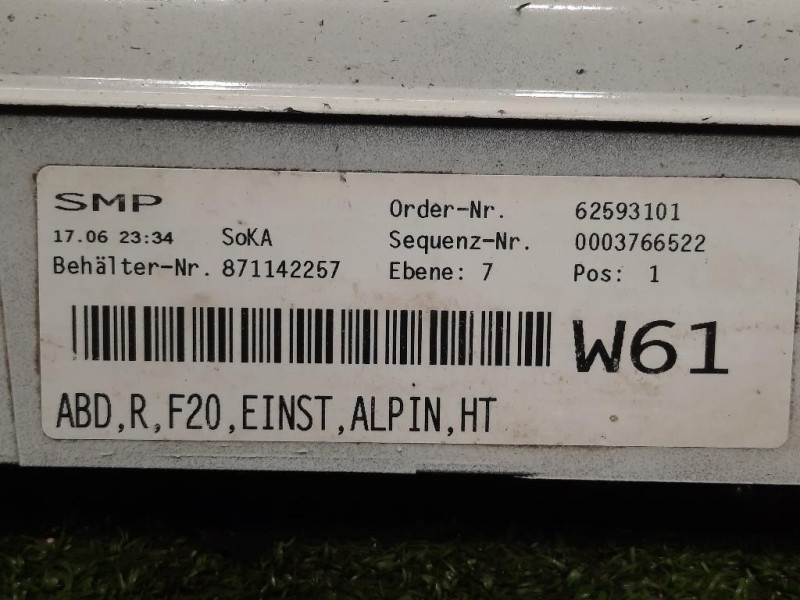 SMP Order-Nr. 62593101
17.06 23:34 SoKA Sequenz-Nr. 0003766522
Behälter-Nr. 871142257 Ebene: 7 Pos: 1
W61
ABD,R,F20,EINST,ALPIN,HT